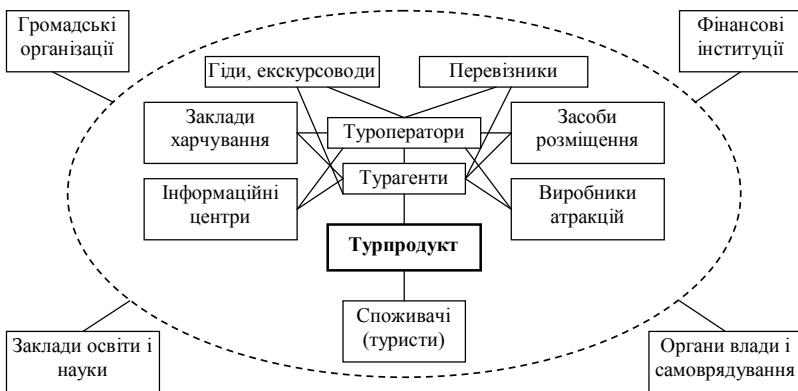 Громадські
організації
Фінансові
інституції
Гіди, екскурсоводи
Перевізники
Заклади
харчування
Туроператори
Засоби
розміщення
Турагенти
Інформаційні
центри
Виробники
атракцій
Турпродукт
Споживачі
(туристи)
Заклади освіти і
науки
Органи влади і
самоврядування